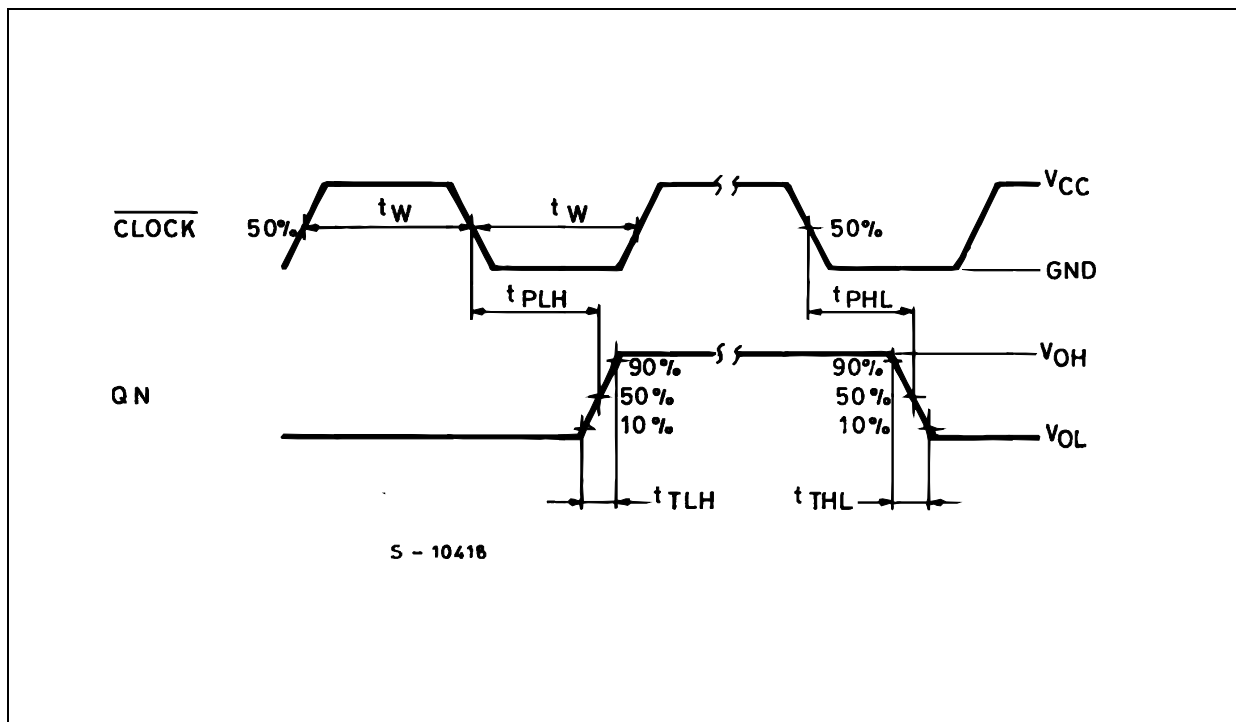 VCC
tW
tW
CLOCK
50%
50%
GND
tPLH
tPHL
VOH
90%
90%
QN
50%
50%
10%
10%
VOL
tTLH
tTHL
S - 10418